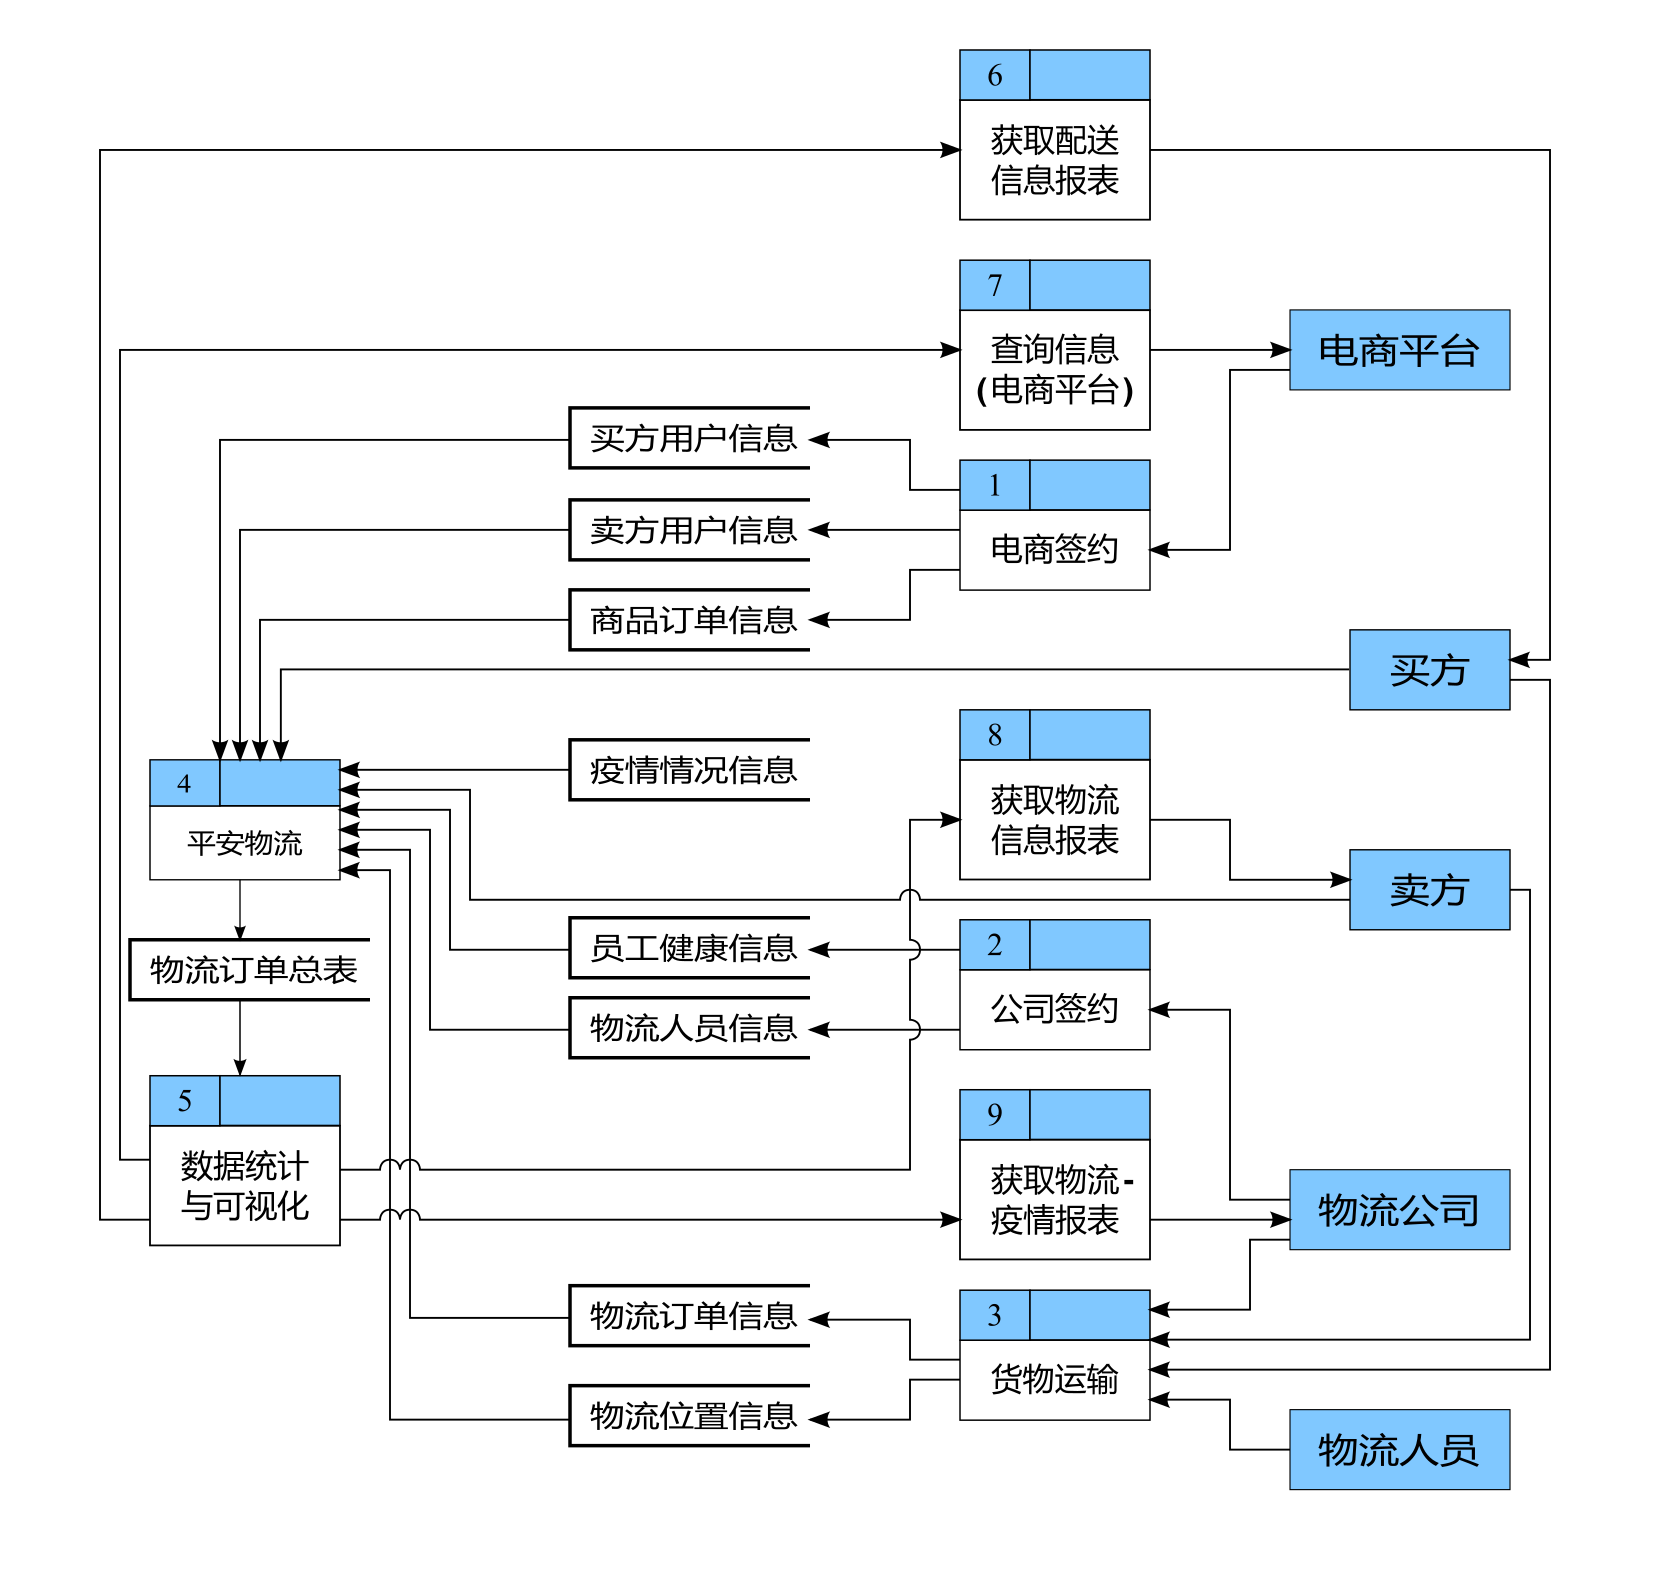 6
获取配送
信息报表
7
查询信息
(电商平台)
电商平台
买方用户信息
1
电商签约
卖方用户信息
商品订单信息
买方
8
获取物流
信息报表
疫情情况信息
4
平安物流
卖方
员工健康信息
2
公司签约
物流订单总表
物流人员信息
5
数据统计
与可视化
9
获取物流-
疫情报表
物流公司
物流订单信息
3
货物运输
物流位置信息
物流人员